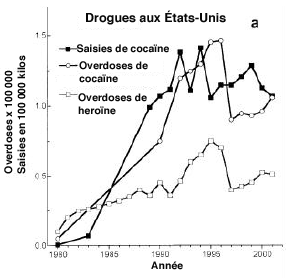 Drogues aux États-Unis
a
Saisies de cocaïne
Overdoses de
cocaïne
Overdoses de
heroïne
Overdoses x 100 000
Saisies en 100 000 kilos
1.5
1.0
0.5
0.0
1980
1985
1990
1995
2000
Année